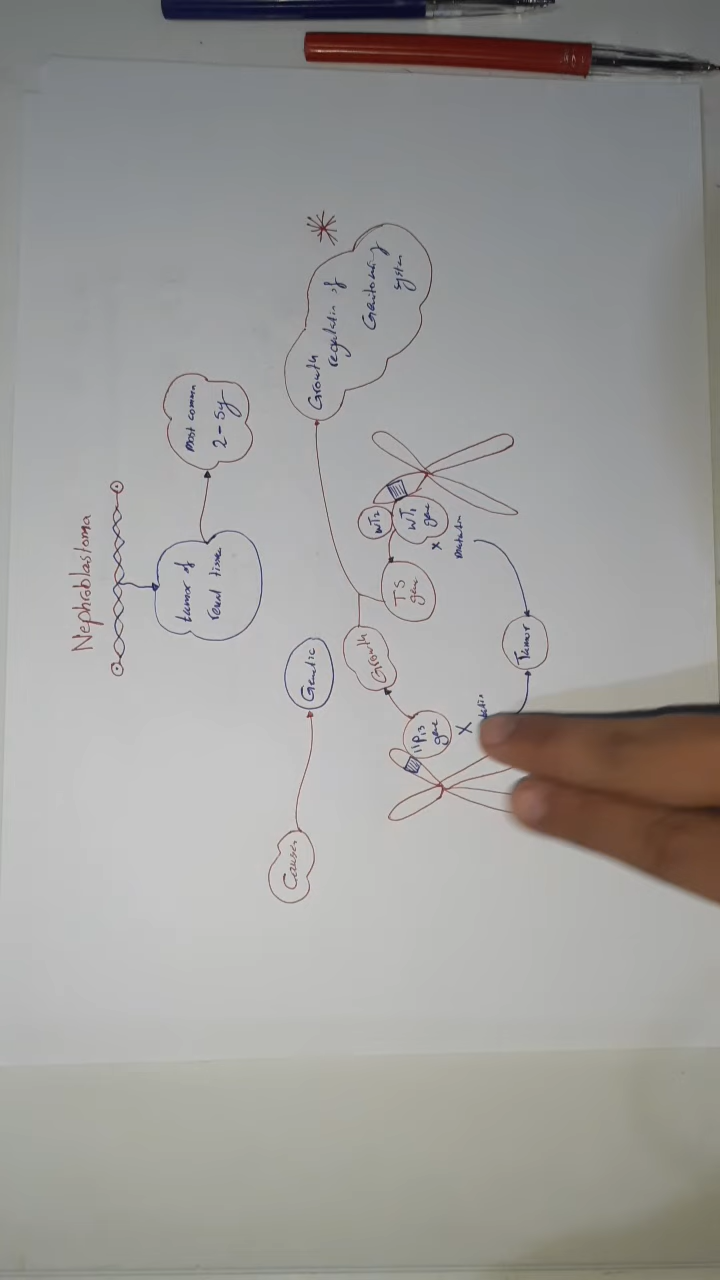 Nephroblastoma
tumor of
renal tissue
most common
2 - 5y
Causes
Genetic
Growth
regulation of
Genitourinary
system
Growth
TS
gene
WT2
WT1
gene
x
mutation
11P13
gene
X
Tumor